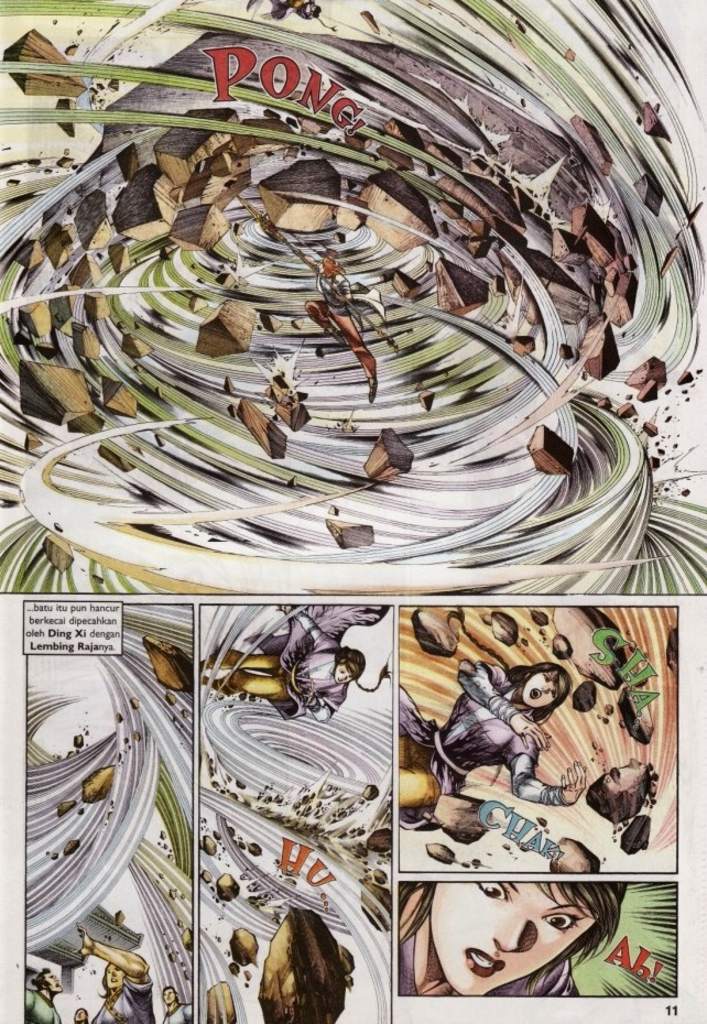 PONG!
...batu itu pun hancur
berkecai dipecahkan
oleh Ding Xi dengan
Lembing Rajanya.
HU...
SHA
CHAK!
AH!
11